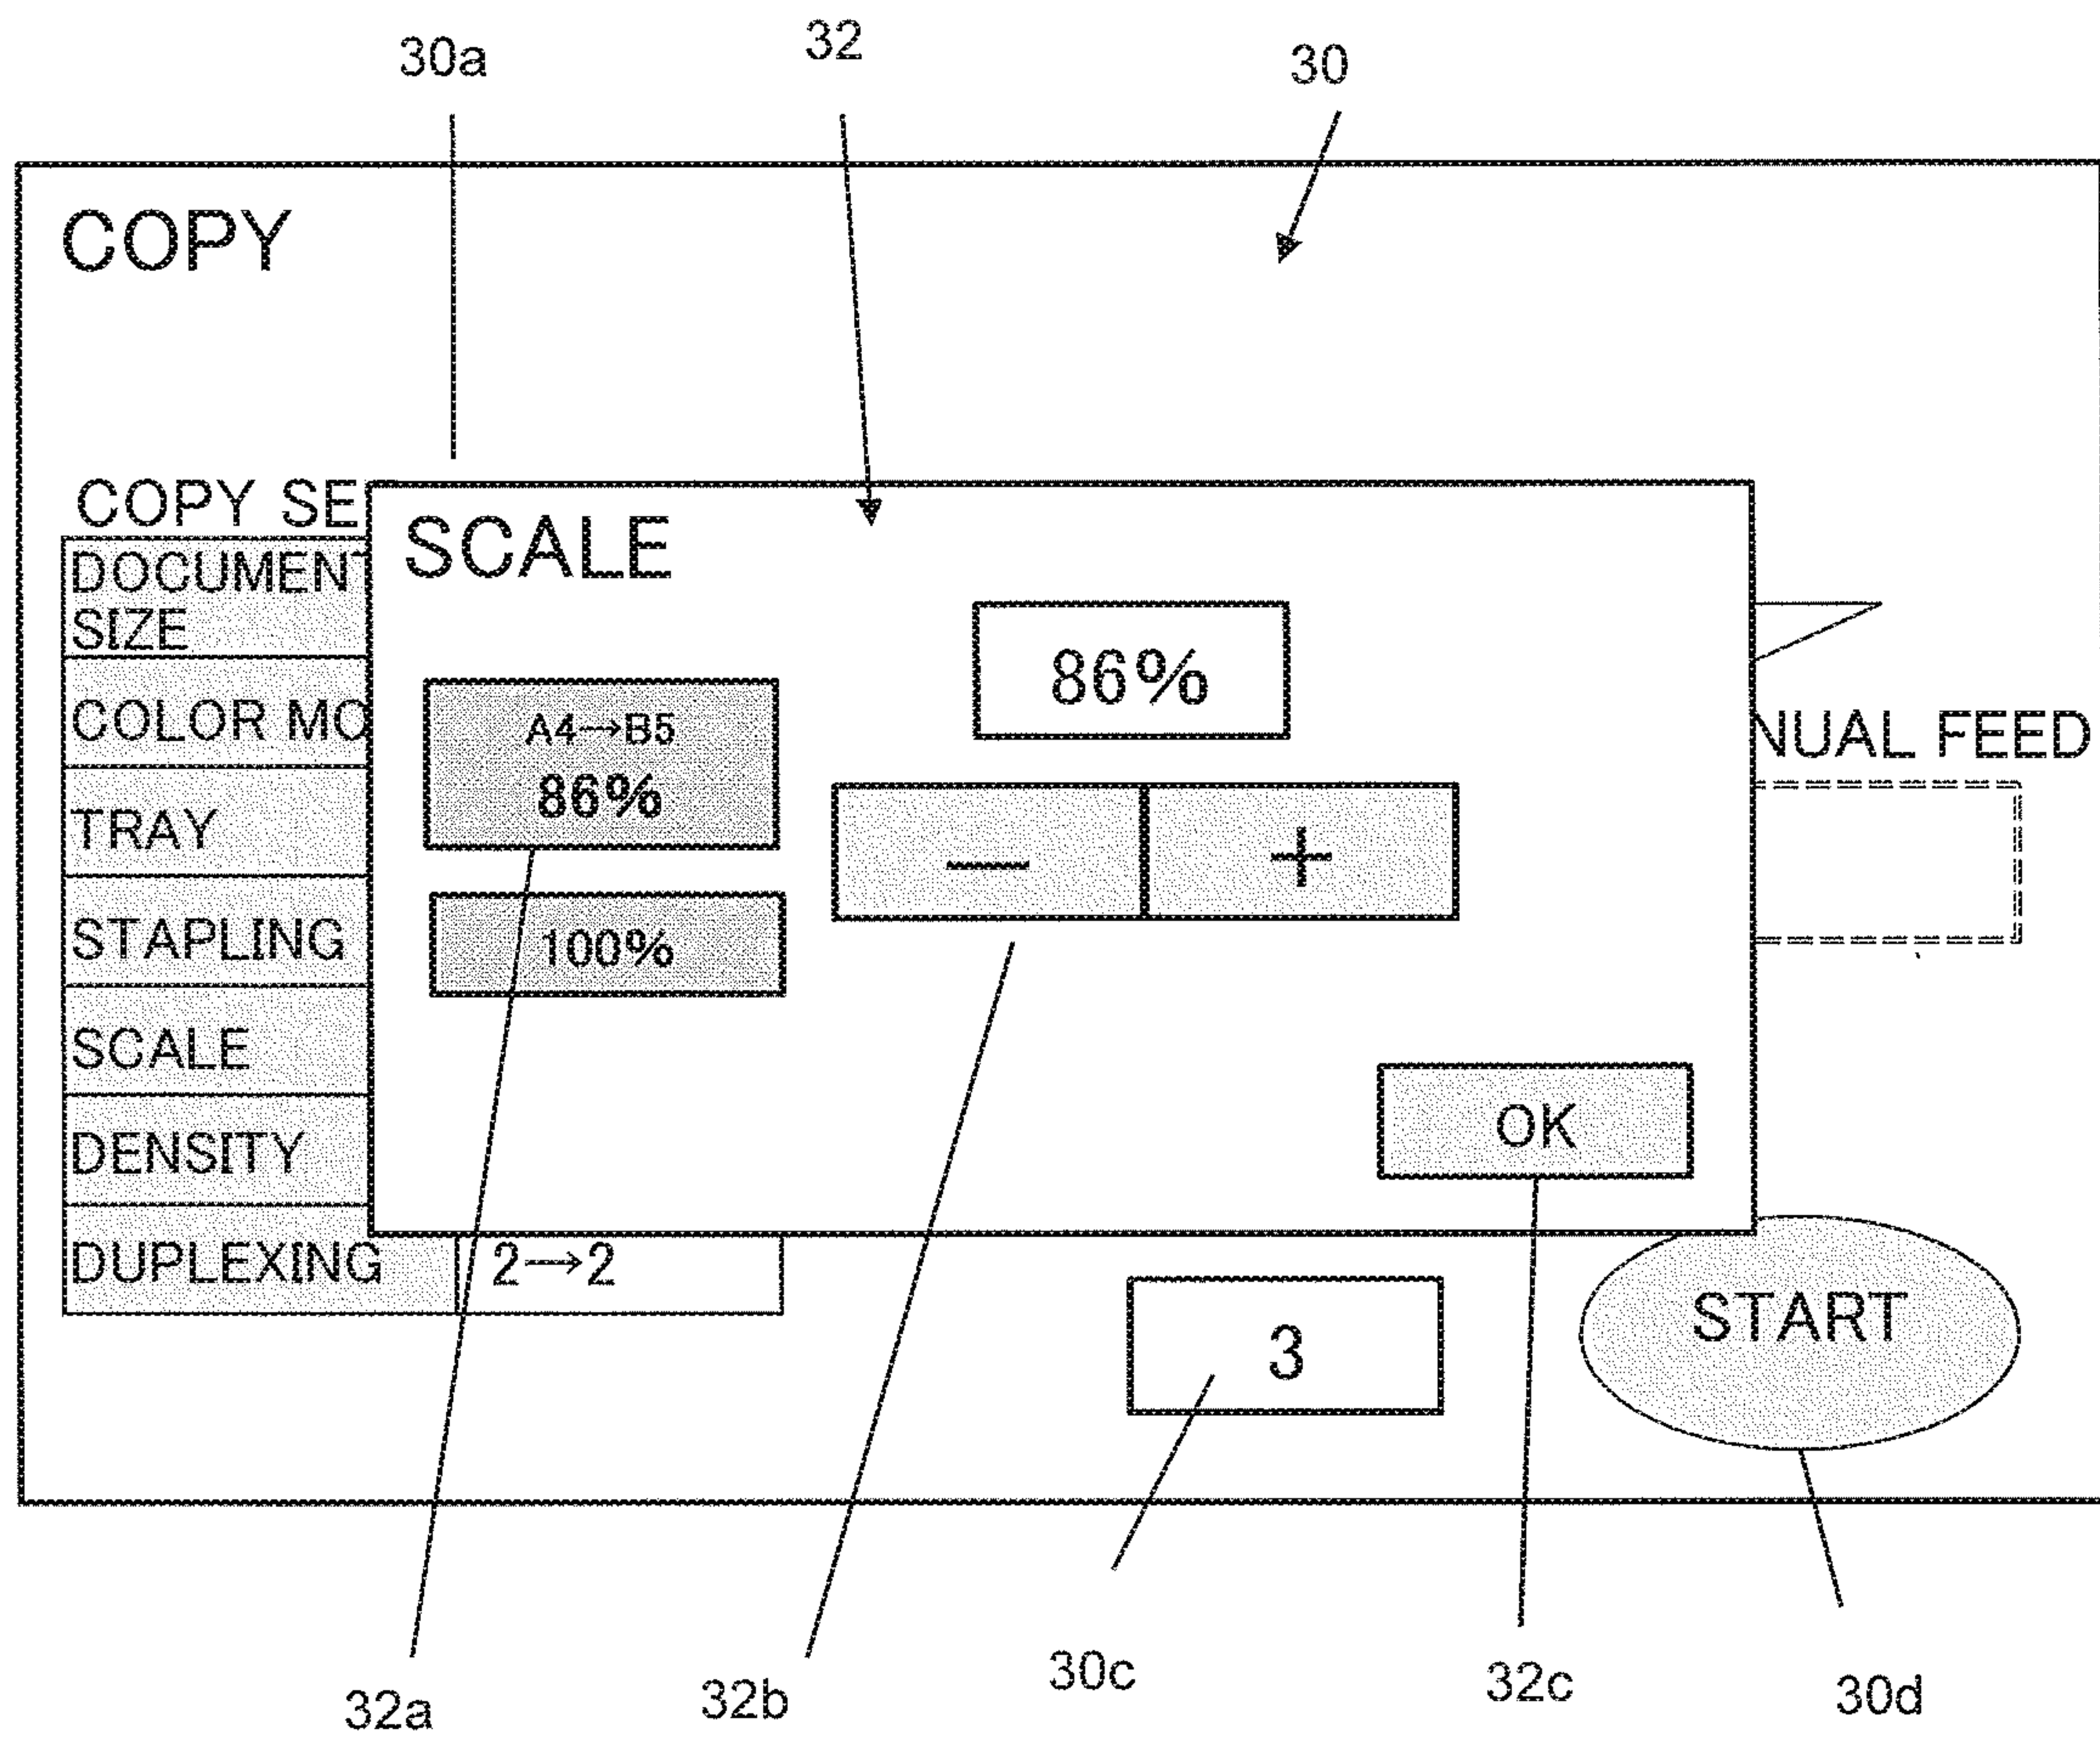 30a
32
30
COPY
COPY SE
SCALE
DOCUMENT
SIZE
86%
COLOR MO
A4→B5
86%
NUAL FEED
TRAY
— +
STAPLING
100%
SCALE
OK
DENSITY
DUPLEXING 2→2
3
START
32a
32b
30c
32c
30d